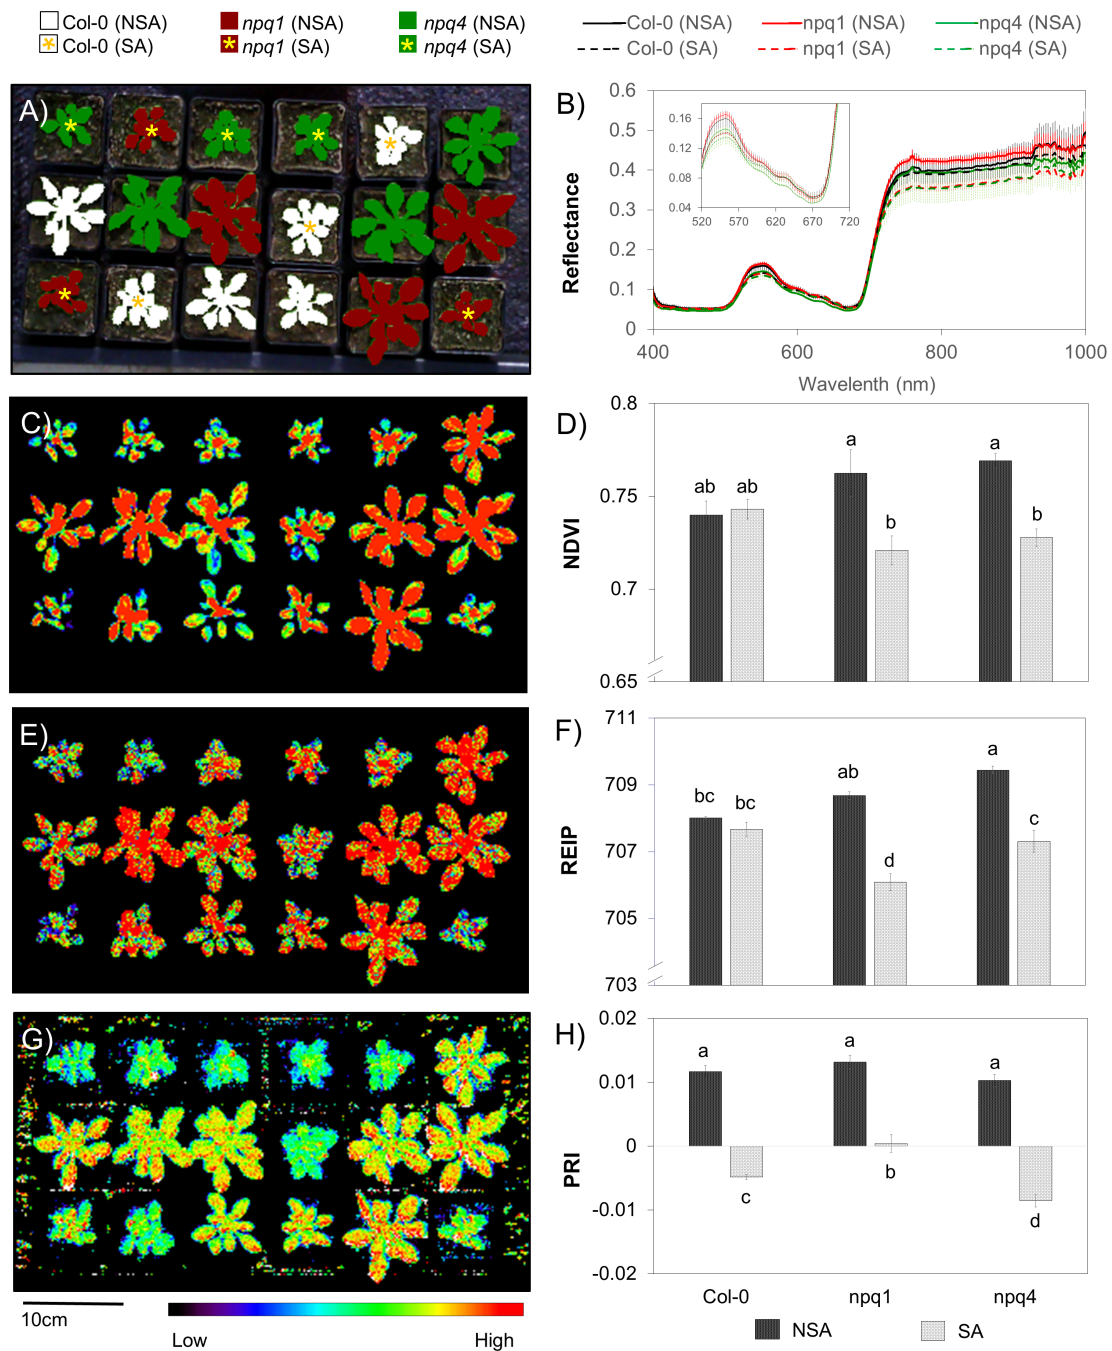 Col-0 (NSA) npq1 (NSA) npq4 (NSA)
* Col-0 (SA) * npq1 (SA) * npq4 (SA)
Col-0 (NSA) npq1 (NSA) npq4 (NSA)
Col-0 (SA) npq1 (SA) npq4 (SA)
A)
* * * * *
*
* * *
B)
0.6
0.5
0.4
0.3
0.2
0.1
0
Reflectance
0.16
0.12
0.08
0.04
520 570 620 670 720
400 600 800 1000
Wavelenth (nm)
C)
D)
0.8
0.75
0.7
0.65
NDVI
ab ab a b a b
E)
F)
711
709
707
705
703
REIP
bc bc ab d a c
G)
H)
0.02
0.01
0
-0.01
-0.02
PRI
a c a b a d
Col-0 npq1 npq4
NSA SA
10cm
Low High